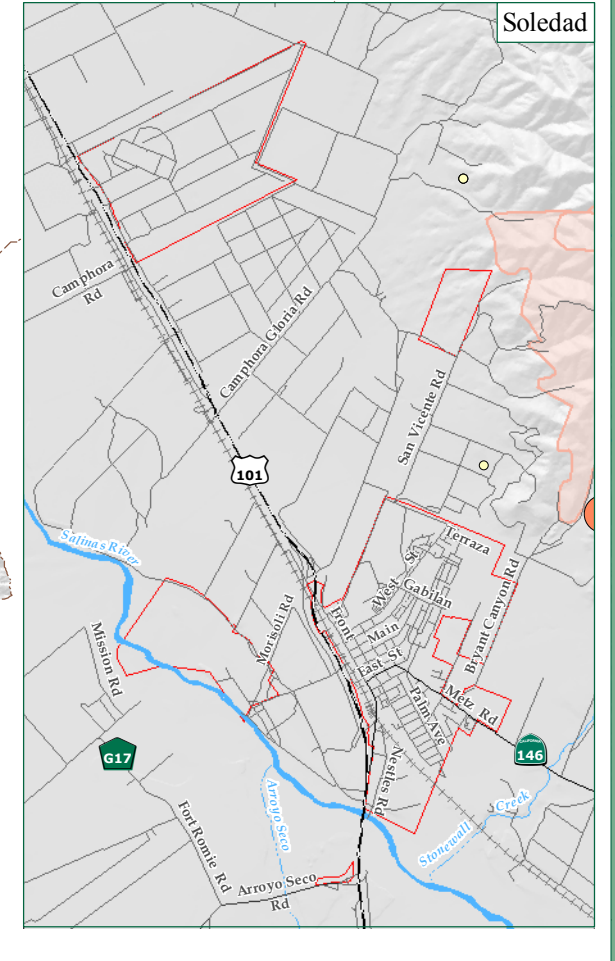 Soledad
Camphora
Rd
Camphora Gloria Rd
San Vicente Rd
101
Salinas River
Terraza
West St
Gabilan
Bryant Canyon Rd
Front
Main
Morisoli Rd
East St
Mission Rd
Metz Rd
Palm Ave
G17
CALIFORNIA
146
Nestles Rd
Arroyo Seco
Stonewall Creek
Fort Romie Rd
Arroyo Seco
Rd